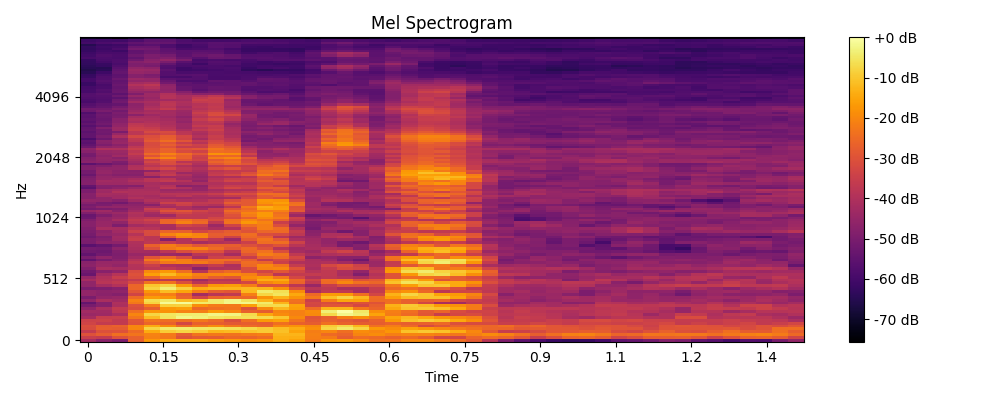 Mel Spectrogram
+0 dB
-10 dB
-20 dB
-30 dB
-40 dB
-50 dB
-60 dB
-70 dB
Hz
4096
2048
1024
512
0
0 0.15 0.3 0.45 0.6 0.75 0.9 1.1 1.2 1.4
Time